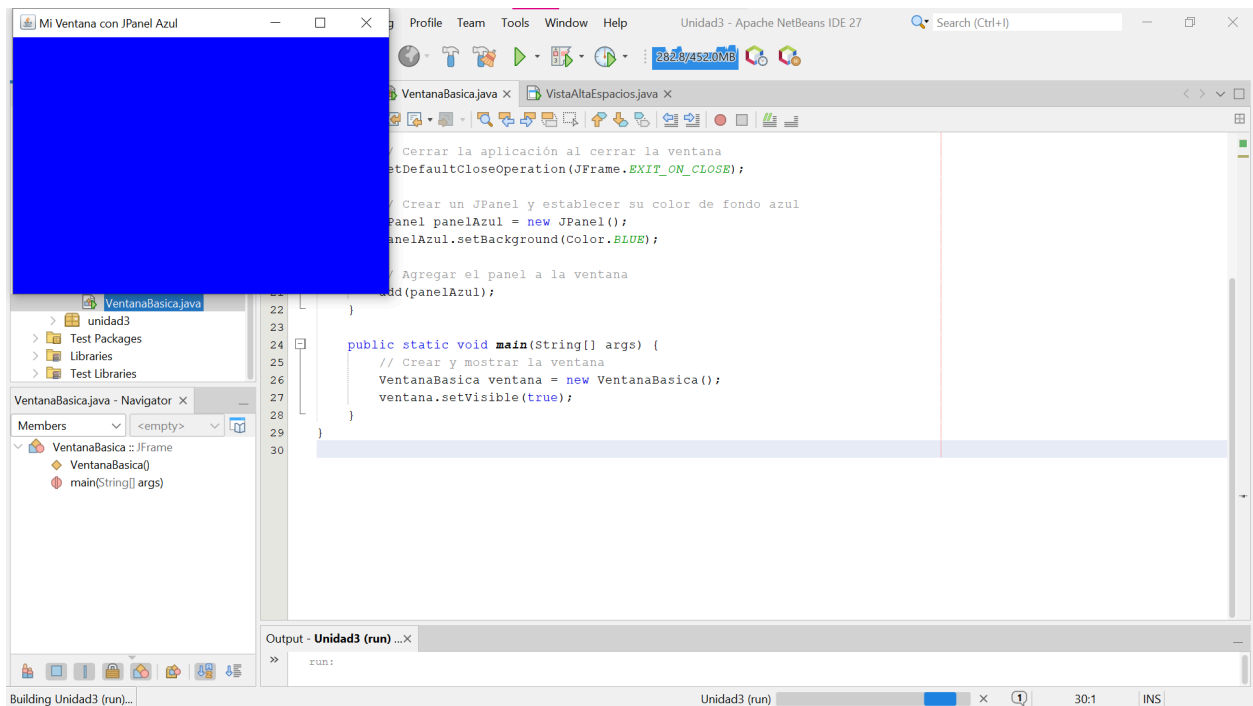 Mi Ventana con JPanel Azul
Profile Team Tools Window Help
Unidad3 - Apache NetBeans IDE 27
Search (Ctrl+I)
282.8/452.0MB
VentanaBasica.java
VistaAltaEspacios.java
/ Cerrar la aplicación al cerrar la ventana
etDefaultCloseOperation(JFrame.EXIT_ON_CLOSE);
/ Crear un JPanel y establecer su color de fondo azul
Panel panelAzul = new JPanel();
anelAzul.setBackground(Color.BLUE);
/ Agregar el panel a la ventana
add(panelAzul);
22 }
23
24 public static void main(String[] args) {
25 // Crear y mostrar la ventana
26 VentanaBasica ventana = new VentanaBasica();
27 ventana.setVisible(true);
28 }
29 }
30
VentanaBasica.java
unidad3
Test Packages
Libraries
Test Libraries
VentanaBasica.java - Navigator
Members
<empty>
VentanaBasica :: JFrame
VentanaBasica()
main(String[] args)
Output - Unidad3 (run) ...
run:
Building Unidad3 (run)...
Unidad3 (run)
1
30:1
INS